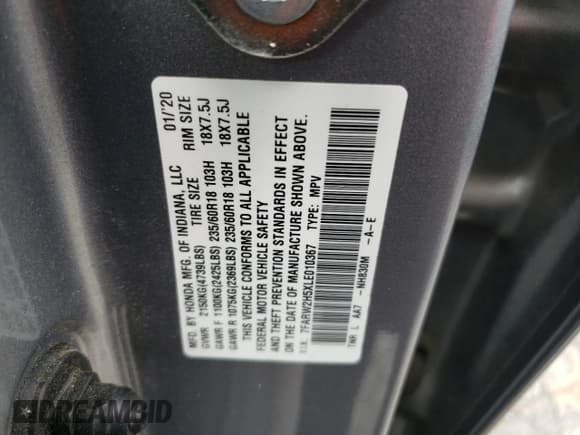 MFD. BY HONDA MFG. OF INDIANA, LLC 01/'20
TIRE SIZE RIM SIZE
GVWR 2150KG(4739LBS)
GAWR F 1100KG(2425LBS) 235/60R18 103H 18X7.5J
GAWR R 1075KG(2369LBS) 235/60R18 103H 18X7.5J
THIS VEHICLE CONFORMS TO ALL APPLICABLE
FEDERAL MOTOR VEHICLE SAFETY
AND THEFT PREVENTION STANDARDS IN EFFECT
ON THE DATE OF MANUFACTURE SHOWN ABOVE.
V.I.N. 7FARW2H5XLE010367 TYPE: MPV
TNR L AA7 -NH830M -A-E
DREAMBID